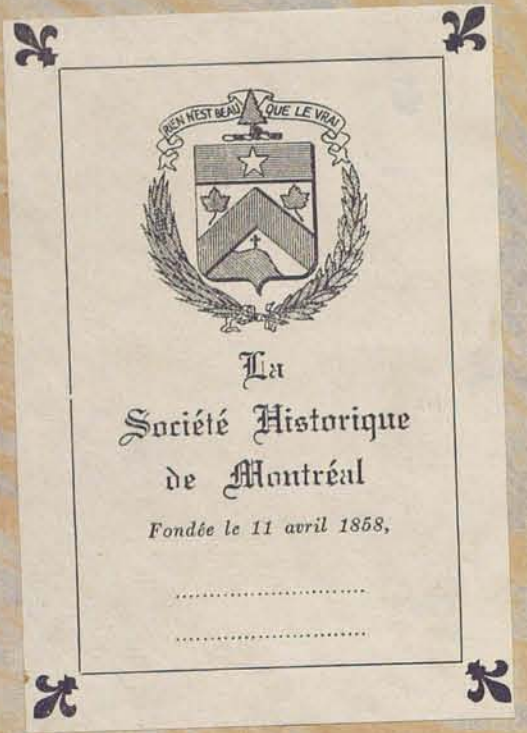 RIEN N'EST BEAU QUE LE VRAI
La
Société Historique
de Montréal
Fondée le 11 avril 1858,
................................
................................